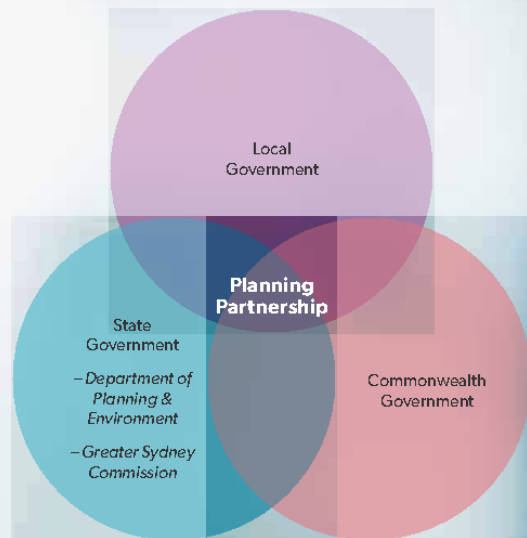 Local
Government
Planning
Partnership
State
Government
– Department of
Planning &
Environment
– Greater Sydney
Commission
Commonwealth
Government